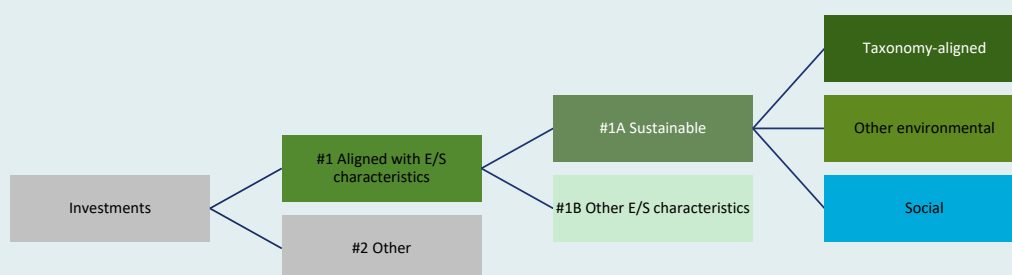 Investments
#1 Aligned with E/S
characteristics
#2 Other
#1A Sustainable
#1B Other E/S characteristics
Taxonomy-aligned
Other environmental
Social